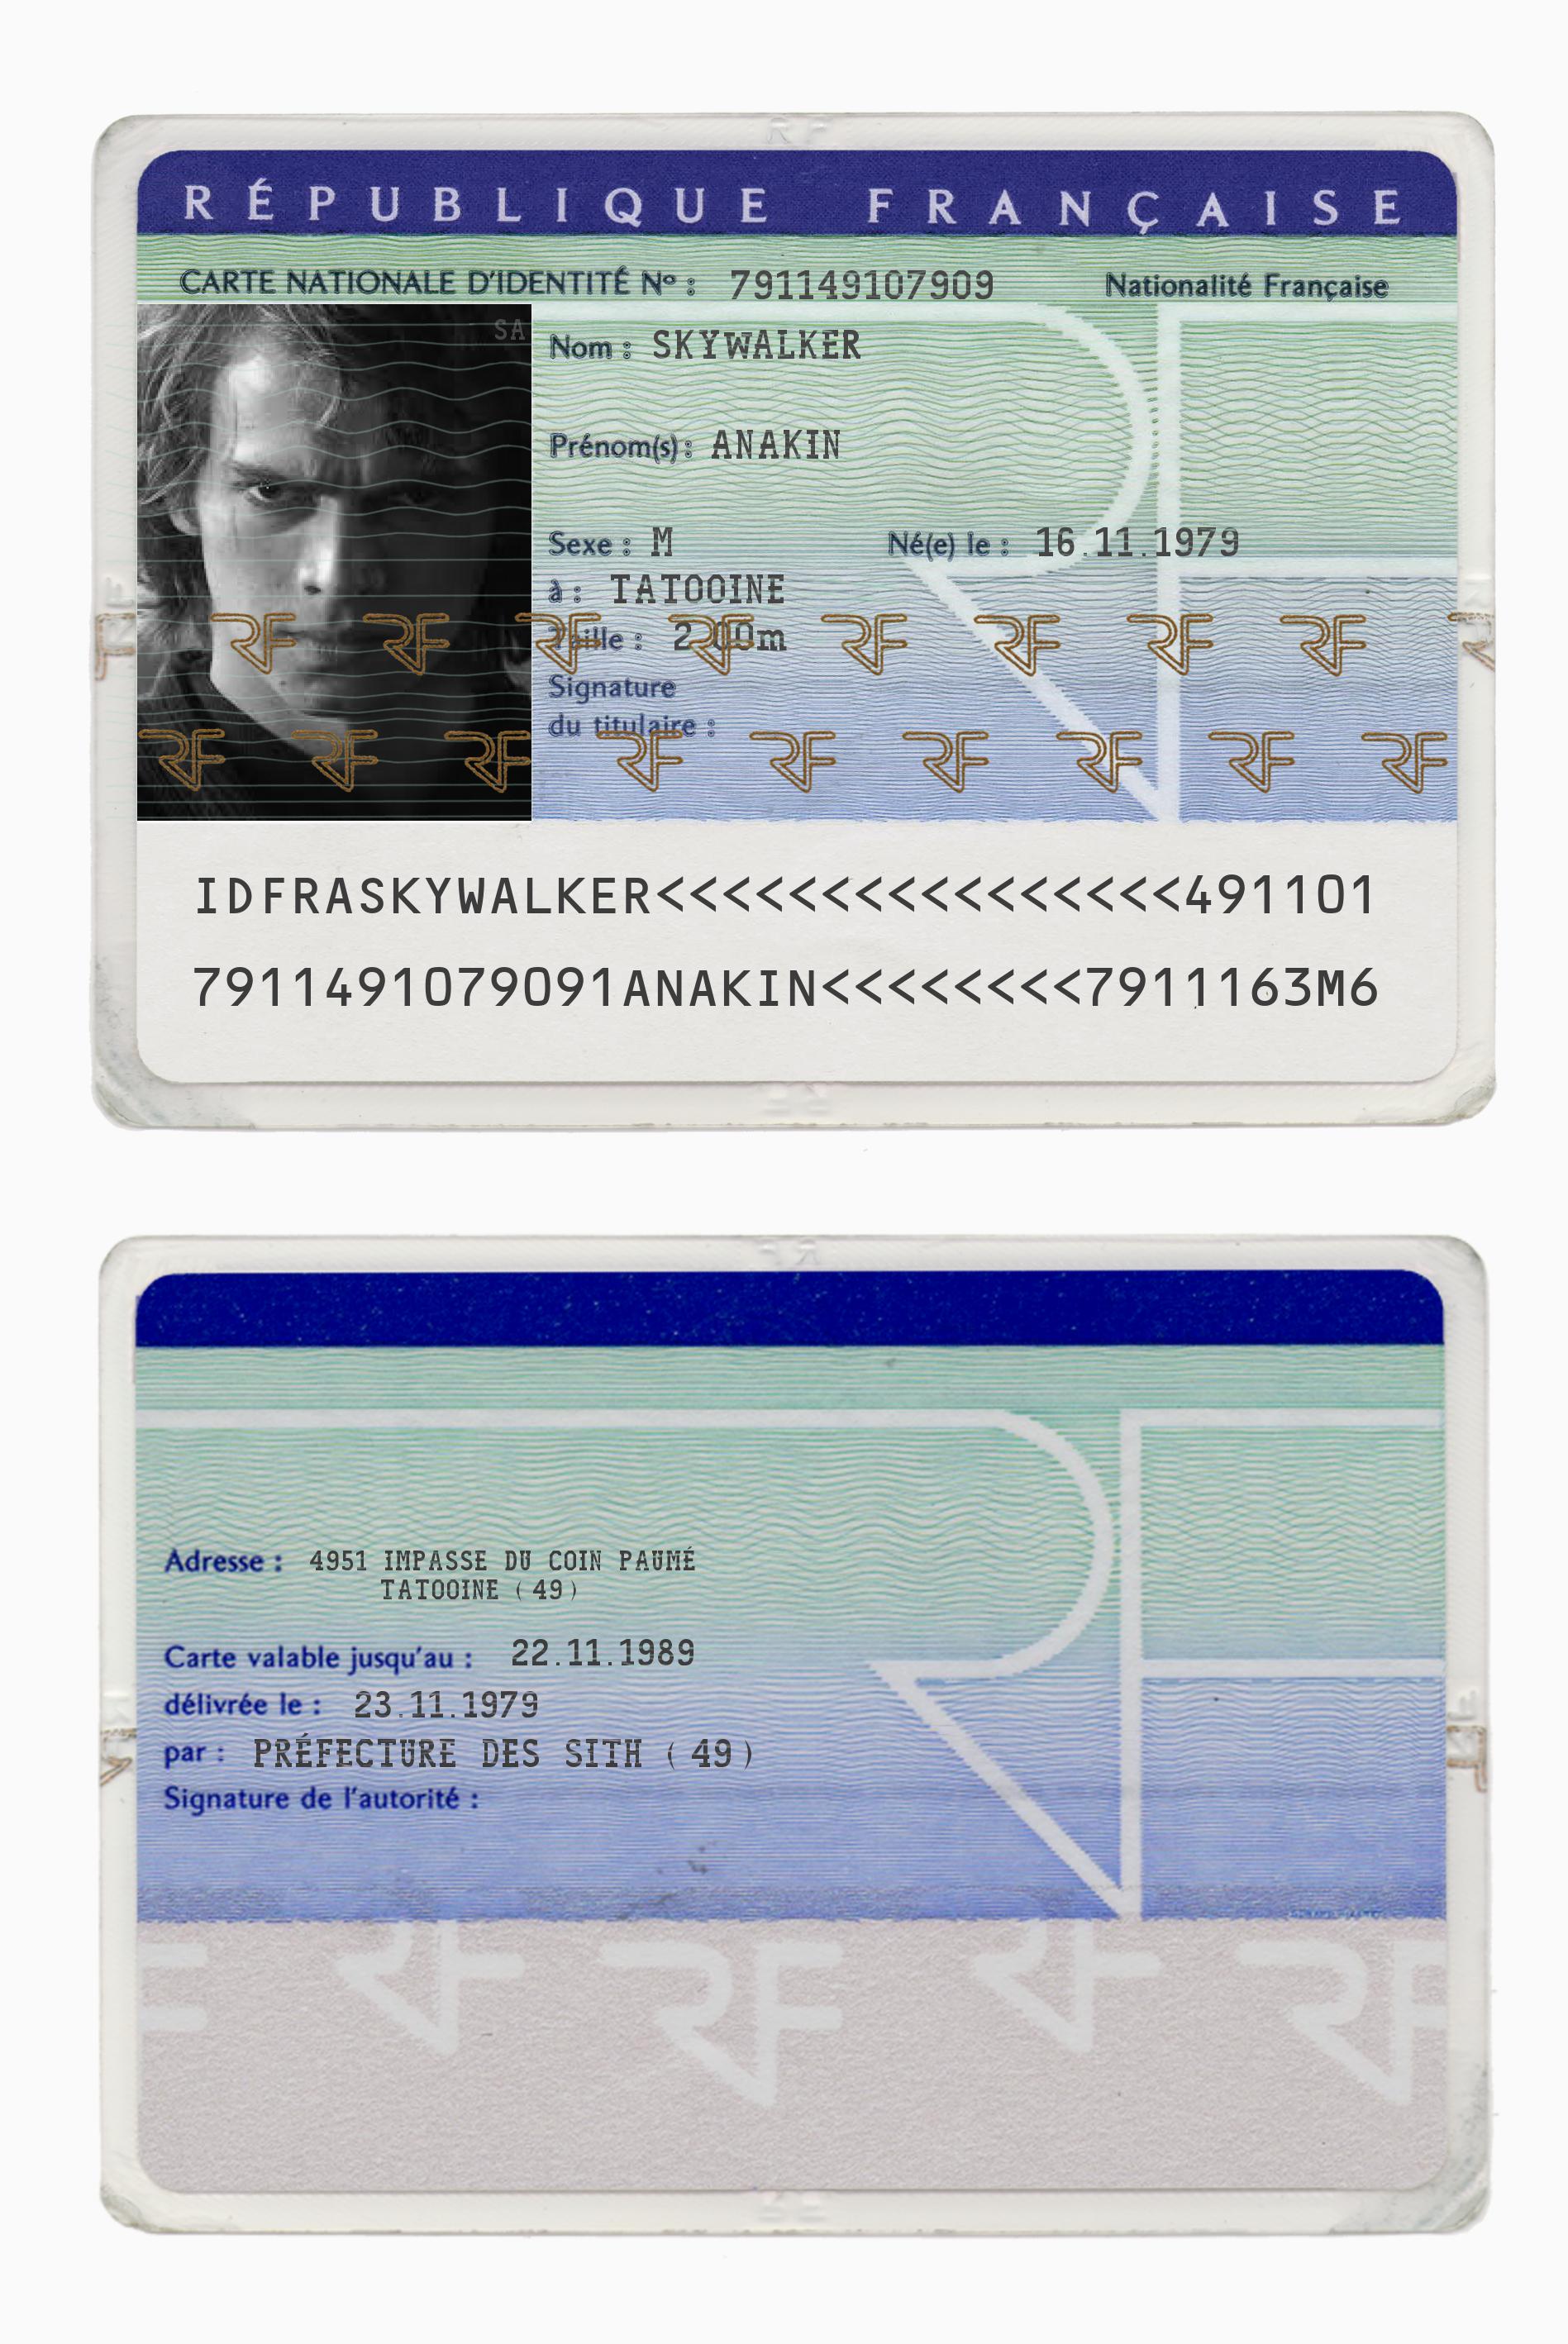 RÉPUBLIQUE FRANÇAISE
CARTE NATIONALE D'IDENTITÉ Nº : 791149107909 Nationalité Française
SA
Nom : SKYWALKER
Prénom(s) : ANAKIN
Sexe : M Né(e) le : 16.11.1979
à : TATOOINE
Taille : 2.00m
RF RF RF RF RF RF RF RF
Signature
du titulaire :
RF RF RF RF RF RF RF RF RF
IDFRASKYWALKER<<<<<<<<<<<<<<<<491101
7911491079091ANAKIN<<<<<<<<7911163M6
RF
Adresse : 4951 IMPASSE DU COIN PAUMÉ
TATOOINE (49)
Carte valable jusqu'au : 22.11.1989
délivrée le : 23.11.1979
par : PRÉFECTURE DES SITH (49)
Signature de l'autorité :
RF RF RF RF